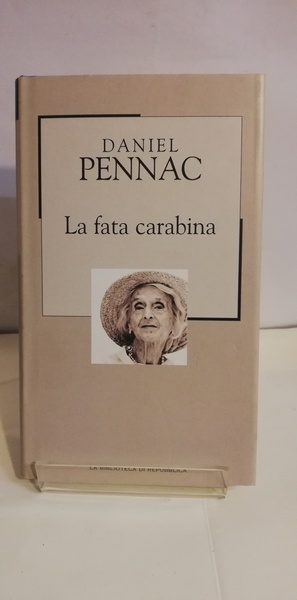 DANIEL
PENNAC
La fata carabina
LA BIBLIOTECA DI REPUBBLICA